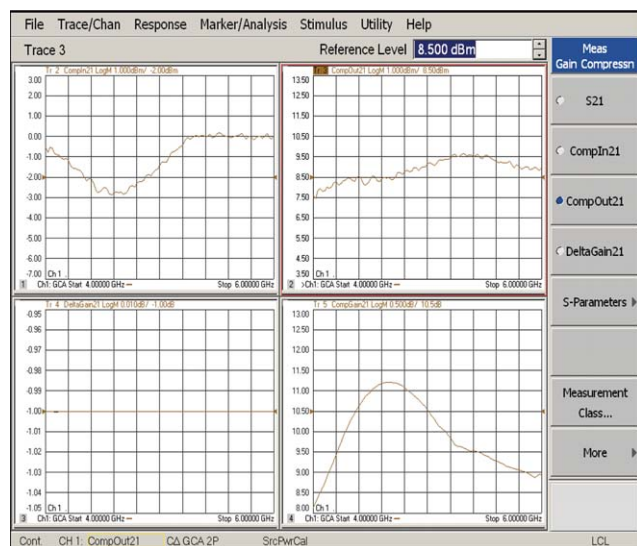 File Trace/Chan Response Marker/Analysis Stimulus Utility Help
Trace 3 Reference Level 8.500 dBm
Tr 2 CompIn21 LogM 1.000dBm/ -2.00dBm
3.00
2.00
1.00
0.00
-1.00
-2.00
-3.00
-4.00
-5.00
-6.00
-7.00
Ch 1
1 Ch1: GCA Start 4.00000 GHz Stop 6.00000 GHz
Tr 3 CompOut21 LogM 1.000dBm/ 8.50dBm
13.50
12.50
11.50
10.50
9.50
8.50
7.50
6.50
5.50
4.50
3.50
Ch 1
2 >Ch1: GCA Start 4.00000 GHz Stop 6.00000 GHz
Tr 4 DeltaGain21 LogM 0.010dB/ -1.00dB
-0.95
-0.96
-0.97
-0.98
-0.99
-1.00
-1.01
-1.02
-1.03
-1.04
-1.05
Ch 1
3 Ch1: GCA Start 4.00000 GHz Stop 6.00000 GHz
Tr 5 CompGain21 LogM 0.500dB/ 10.5dB
13.00
12.50
12.00
11.50
11.00
10.50
10.00
9.50
9.00
8.50
8.00
Ch 1
4 Ch1: GCA Start 4.00000 GHz Stop 6.00000 GHz
Meas
Gain Compressn
S21
CompIn21
CompOut21
DeltaGain21
S-Parameters
Measurement
Class...
More
Cont. CH 1: CompOut21 CΔ GCA 2P SrcPwrCal LCL